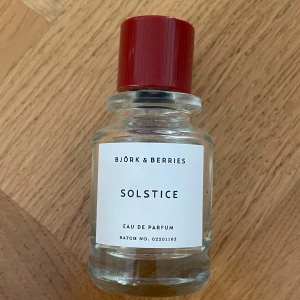 BJÖRK & BERRIES
SOLSTICE
EAU DE PARFUM
BATCH NO. 02201103